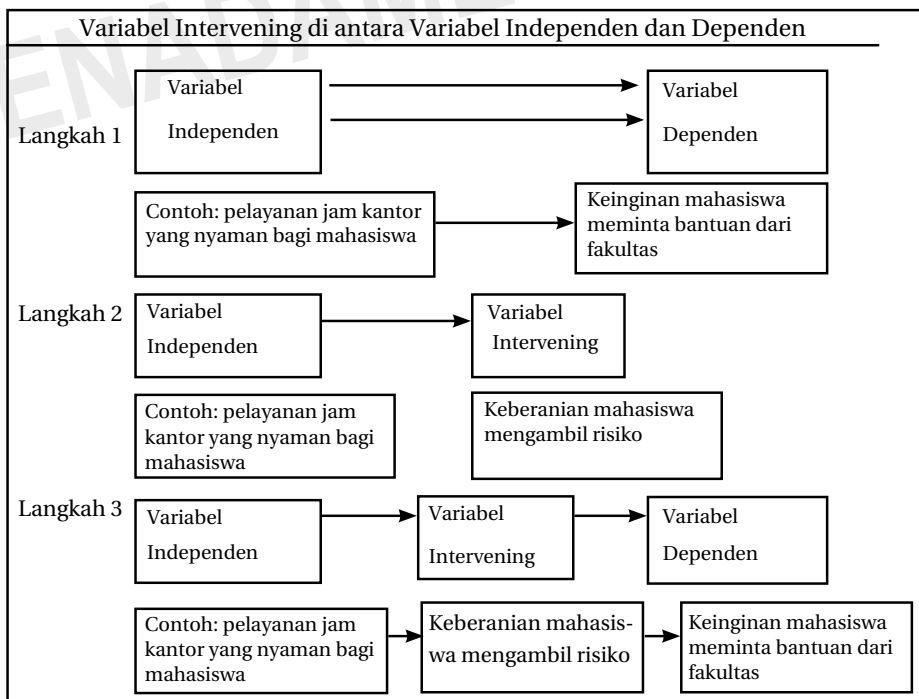 ENADAME
Variabel Intervening di antara Variabel Independen dan Dependen
Langkah 1
Variabel
Independen
Variabel
Dependen
Contoh: pelayanan jam kantor
yang nyaman bagi mahasiswa
Keinginan mahasiswa
meminta bantuan dari
fakultas
Langkah 2
Variabel
Independen
Variabel
Intervening
Contoh: pelayanan jam
kantor yang nyaman bagi
mahasiswa
Keberanian mahasiswa
mengambil risiko
Langkah 3
Variabel
Independen
Variabel
Intervening
Variabel
Dependen
Contoh: pelayanan jam
kantor yang nyaman bagi
mahasiswa
Keberanian mahasis-
wa mengambil risiko
Keinginan mahasiswa
meminta bantuan dari
fakultas